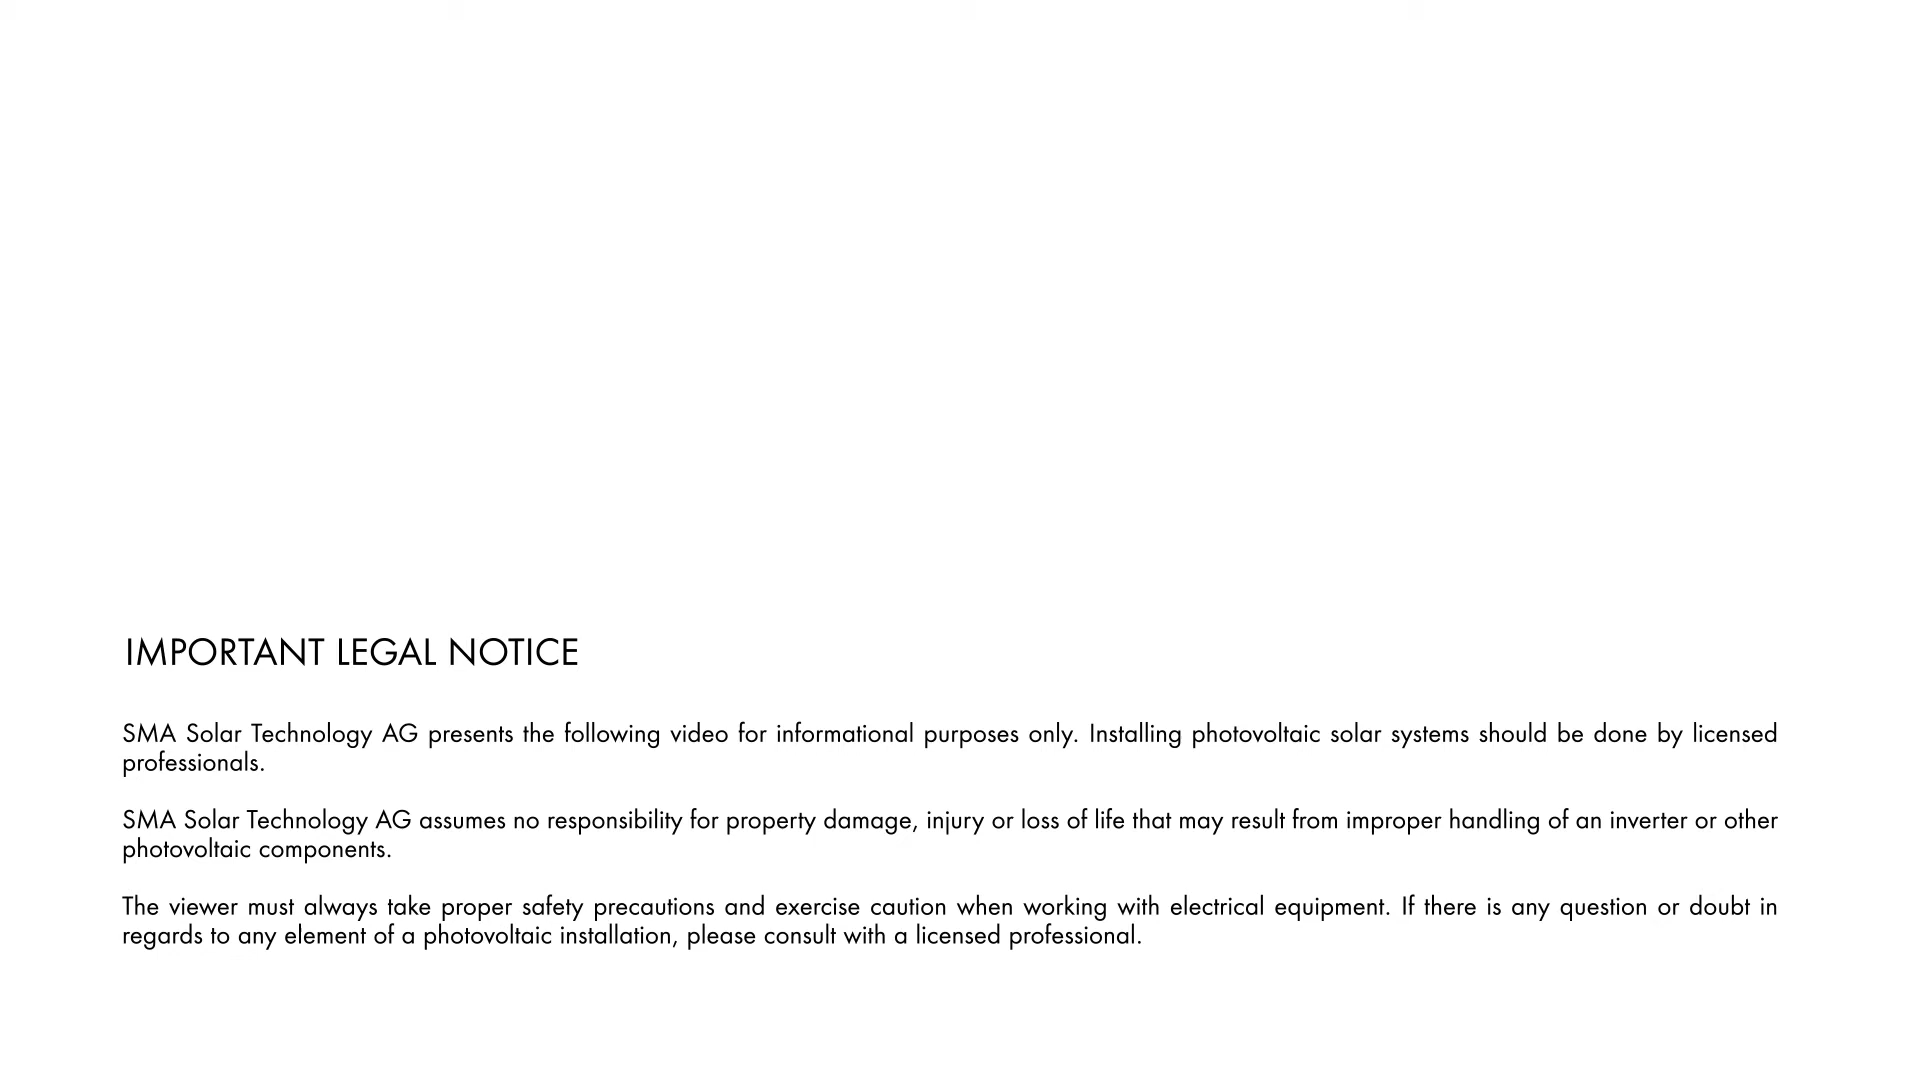 IMPORTANT LEGAL NOTICE
SMA Solar Technology AG presents the following video for informational purposes only. Installing photovoltaic solar systems should be done by licensed
professionals.
SMA Solar Technology AG assumes no responsibility for property damage, injury or loss of life that may result from improper handling of an inverter or other
photovoltaic components.
The viewer must always take proper safety precautions and exercise caution when working with electrical equipment. If there is any question or doubt in
regards to any element of a photovoltaic installation, please consult with a licensed professional.